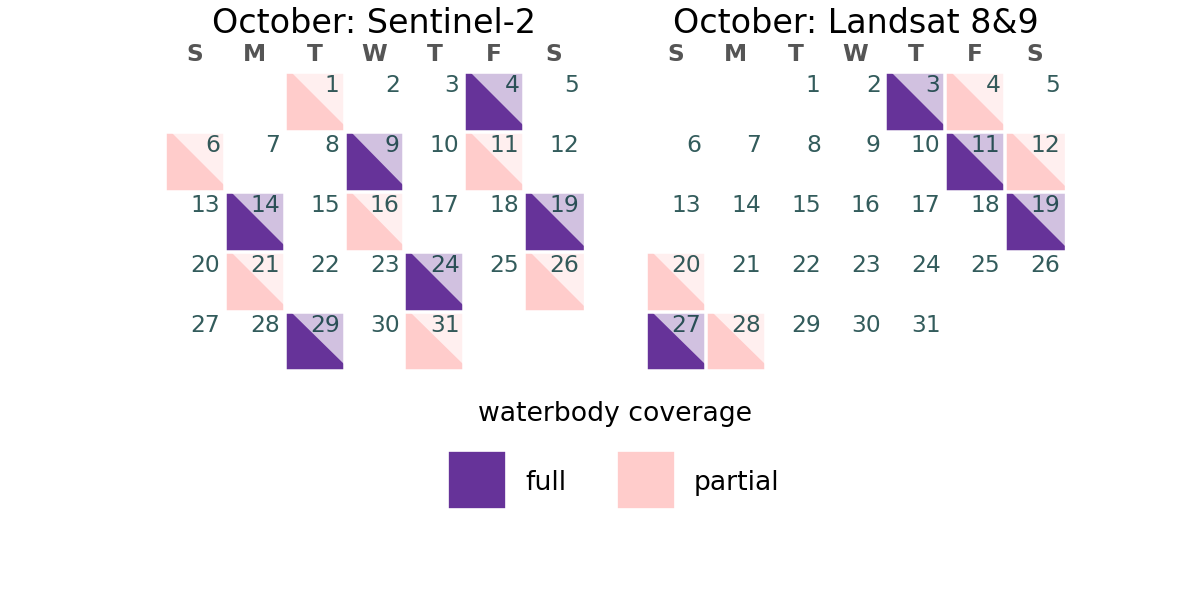 October: Sentinel-2
S M T W T F S
1 2 3 4 5
6 7 8 9 10 11 12
13 14 15 16 17 18 19
20 21 22 23 24 25 26
27 28 29 30 31
October: Landsat 8&9
S M T W T F S
1 2 3 4 5
6 7 8 9 10 11 12
13 14 15 16 17 18 19
20 21 22 23 24 25 26
27 28 29 30 31
waterbody coverage
full partial